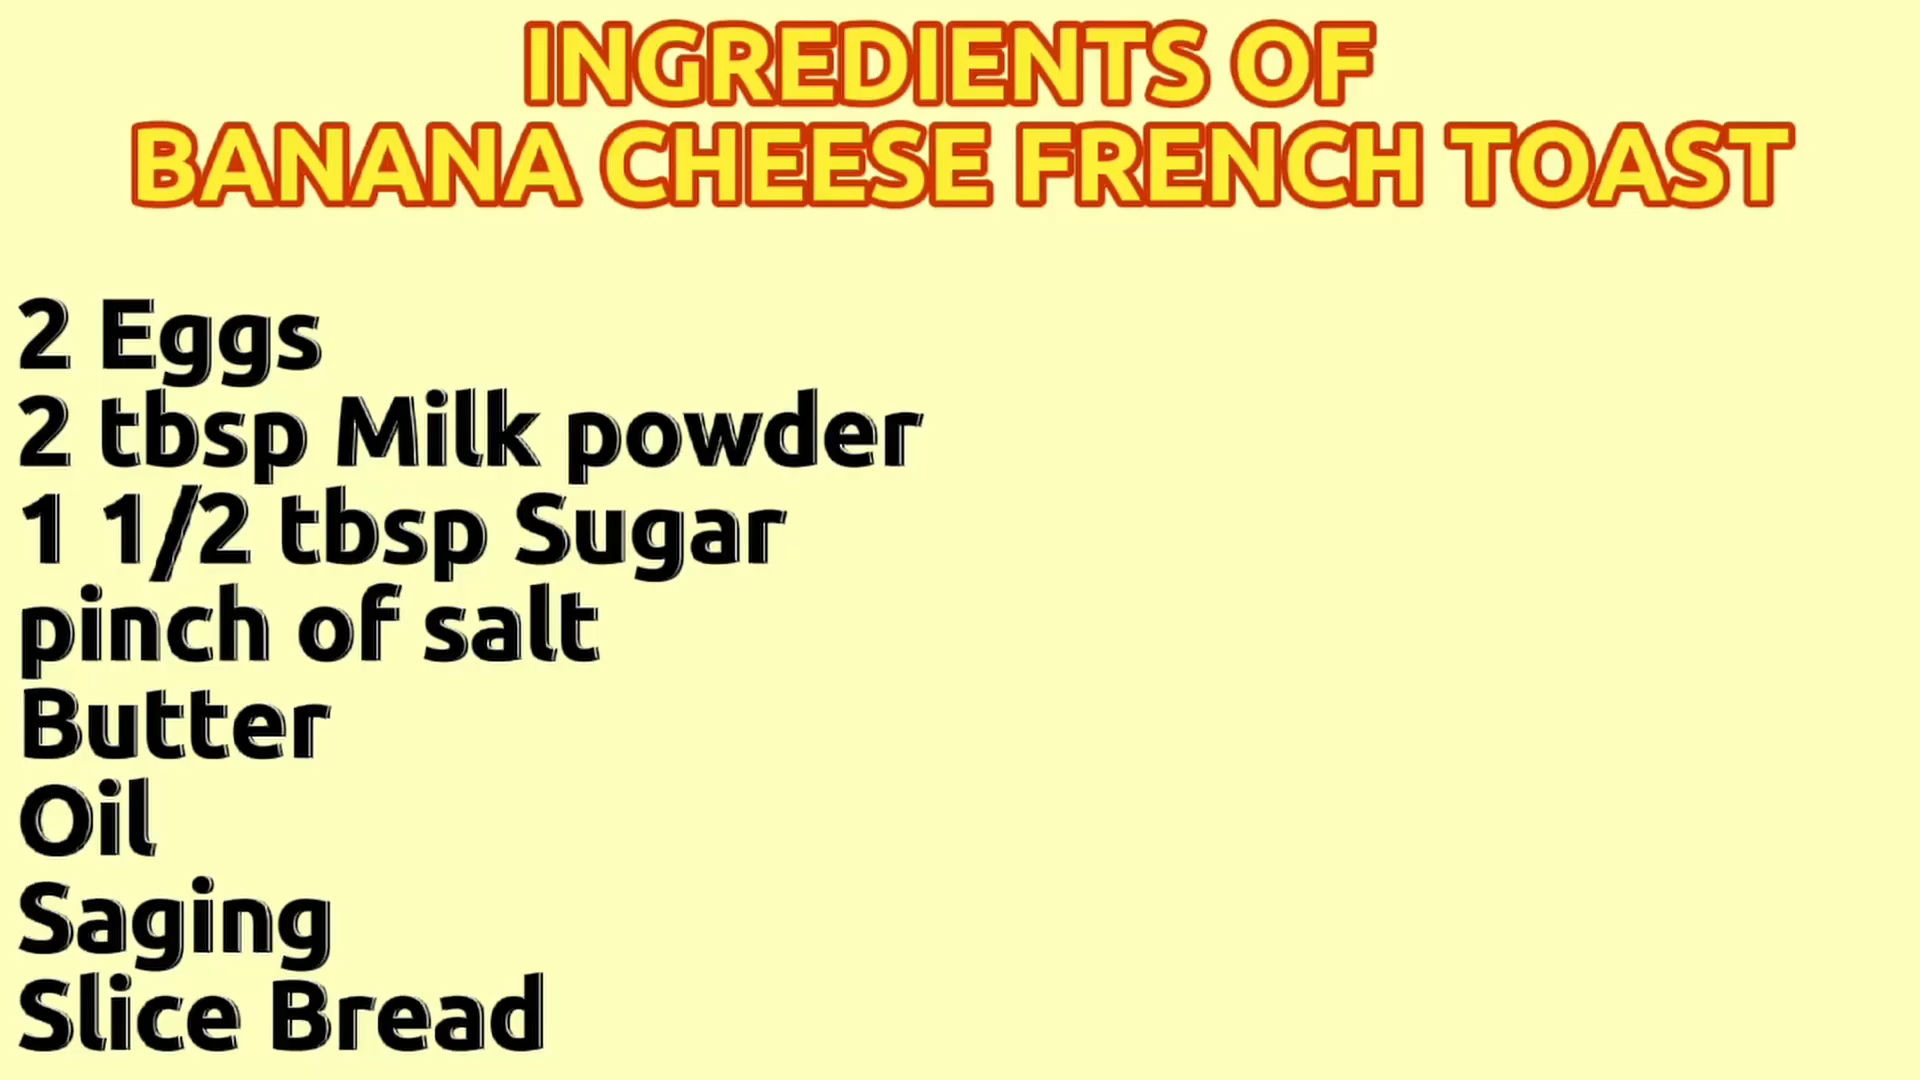 INGREDIENTS OF
BANANA CHEESE FRENCH TOAST
2 Eggs
2 tbsp Milk powder
1 1/2 tbsp Sugar
pinch of salt
Butter
Oil
Saging
Slice Bread